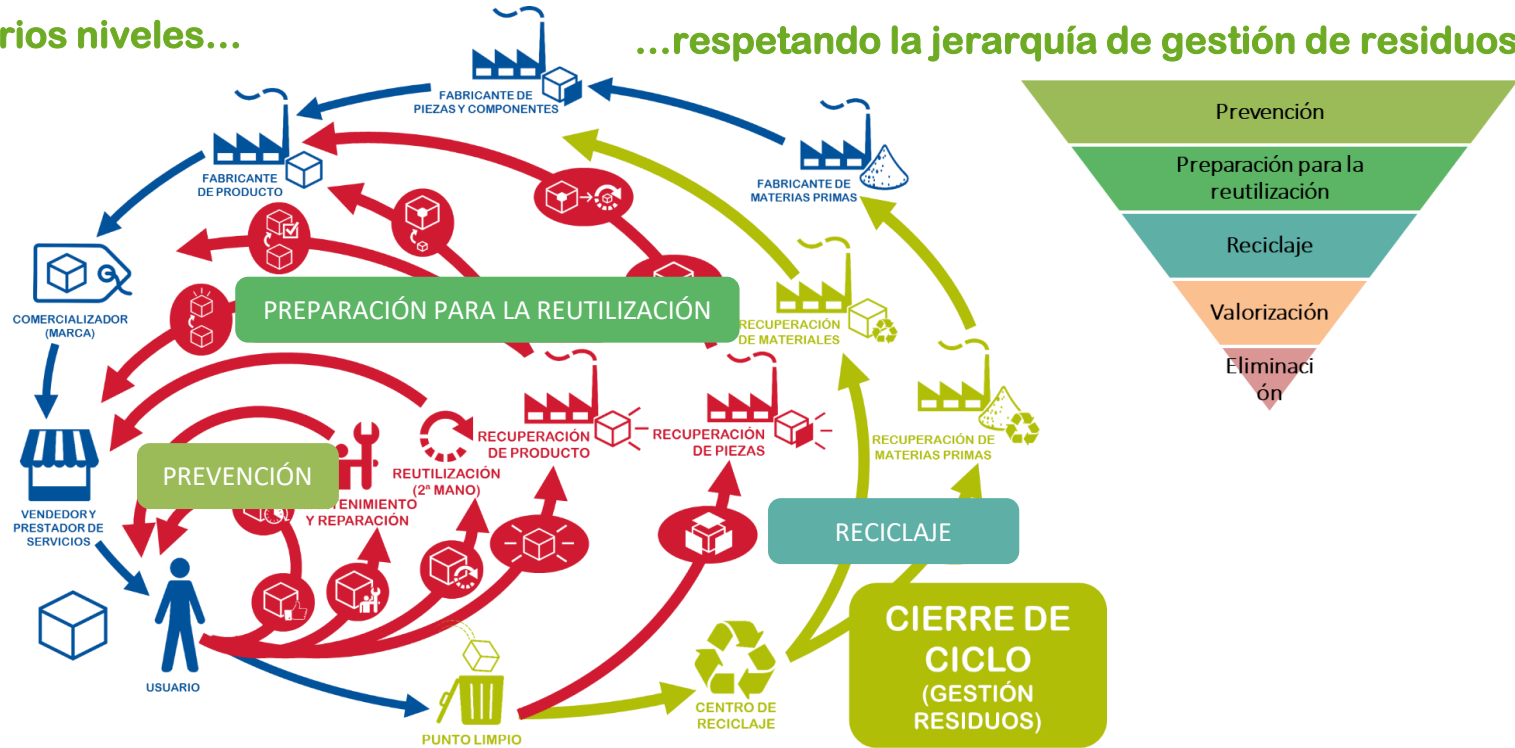 rios niveles...
...respetando la jerarquía de gestión de residuos
FABRICANTE DE
PIEZAS Y COMPONENTES
FABRICANTE
DE PRODUCTO
FABRICANTE DE
MATERIAS PRIMAS
COMERCIALIZADOR
(MARCA)
PREPARACIÓN PARA LA REUTILIZACIÓN
RECUPERACIÓN
DE MATERIALES
RECUPERACIÓN
DE PRODUCTO
RECUPERACIÓN
DE PIEZAS
RECUPERACIÓN DE
MATERIAS PRIMAS
PREVENCIÓN
REUTILIZACIÓN
(2ª MANO)
TENIMIENTO
Y REPARACIÓN
VENDEDOR Y
PRESTADOR DE
SERVICIOS
RECICLAJE
USUARIO
PUNTO LIMPIO
CENTRO DE
RECICLAJE
CIERRE DE
CICLO
(GESTIÓN
RESIDUOS)
Prevención
Preparación para la
reutilización
Reciclaje
Valorización
Eliminaci
ón